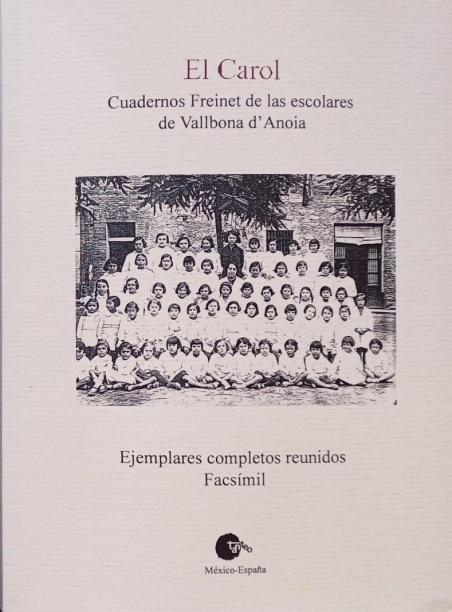 El Carol
Cuadernos Freinet de las escolares
de Vallbona d'Anoia
Ejemplares completos reunidos
Facsímil
México-España